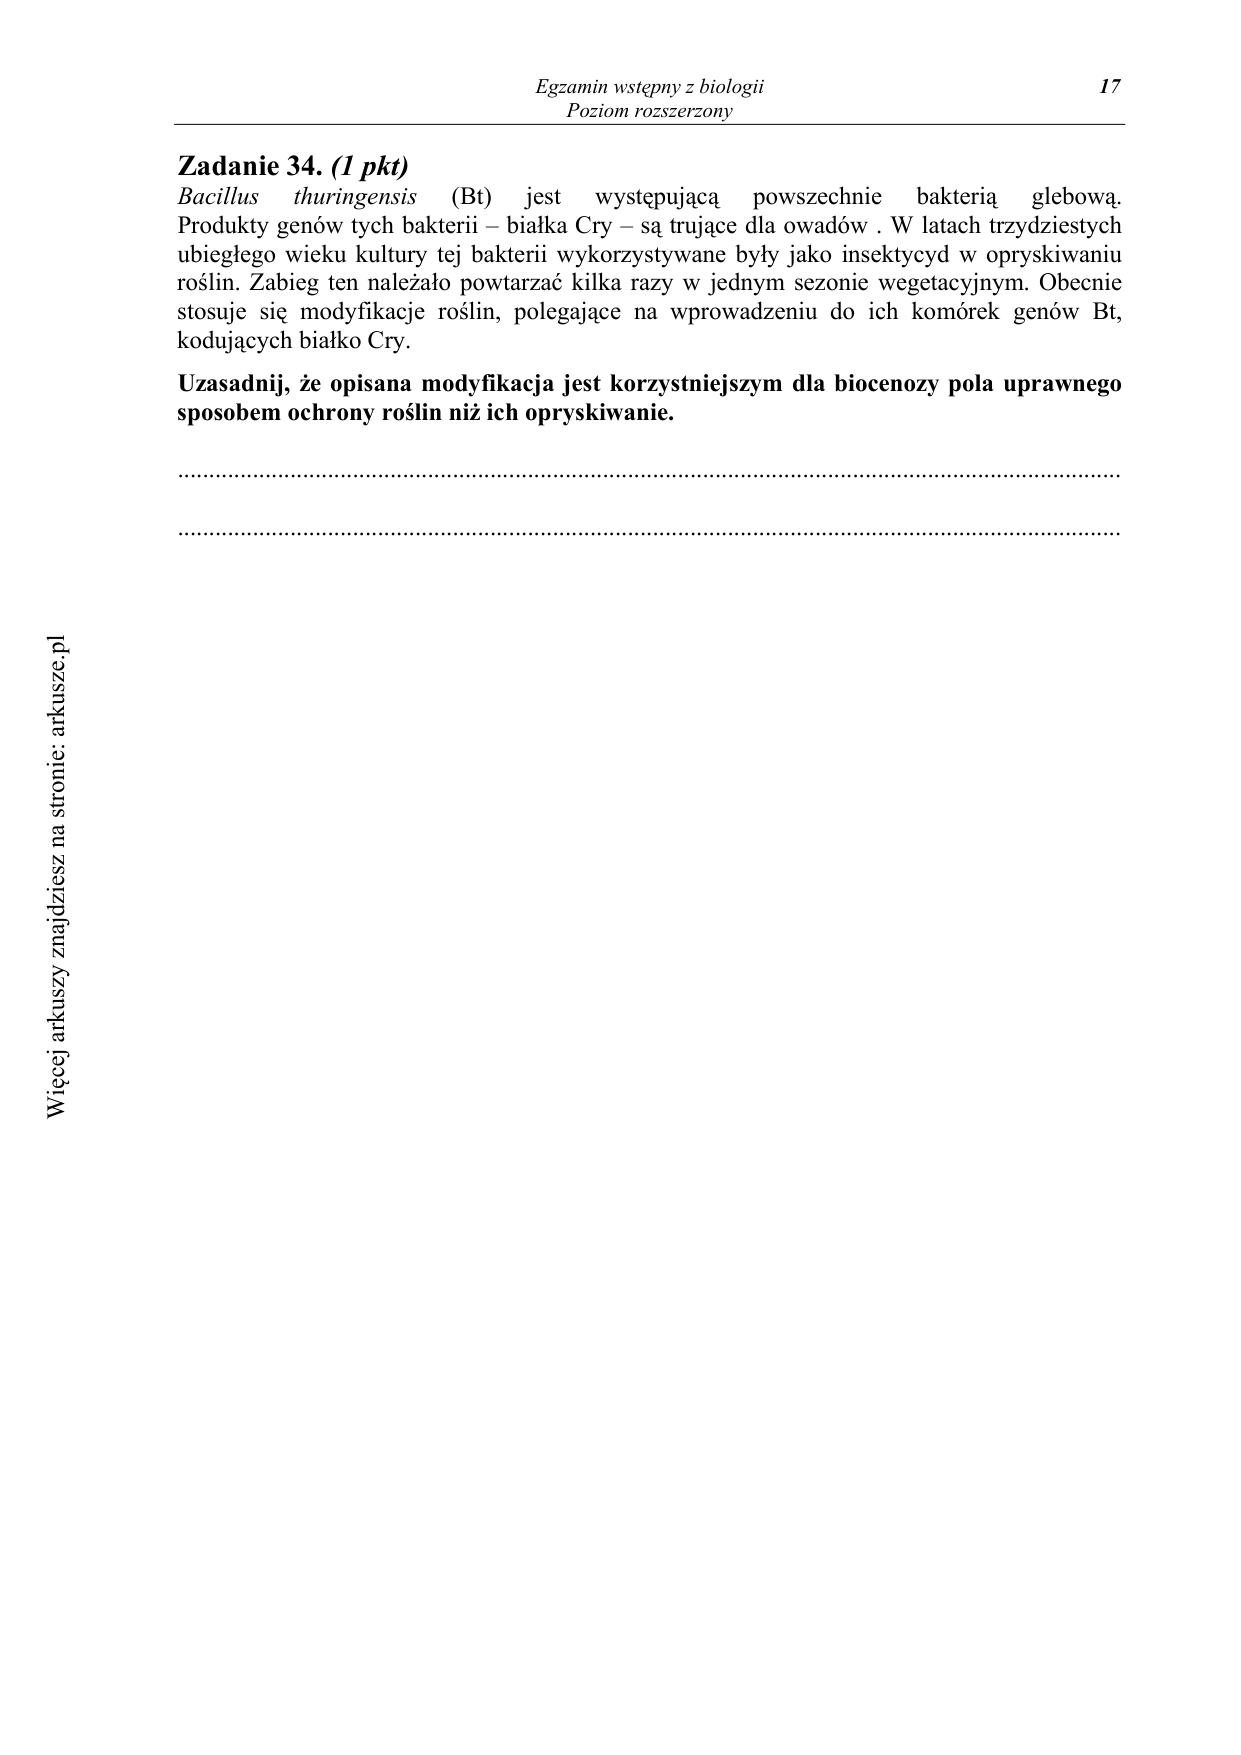 Egzamin wstępny z biologii
17
Poziom rozszerzony
Zadanie 34. (1 pkt)
Bacillus thuringensis (Bt) jest występującą powszechnie bakterią glebową.
Produkty genów tych bakterii – białka Cry – są trujące dla owadów . W latach trzydziestych
ubiegłego wieku kultury tej bakterii wykorzystywane były jako insektycyd w opryskiwaniu
roślin. Zabieg ten należało powtarzać kilka razy w jednym sezonie wegetacyjnym. Obecnie
stosuje się modyfikacje roślin, polegające na wprowadzeniu do ich komórek genów Bt,
kodujących białko Cry.
Uzasadnij, że opisana modyfikacja jest korzystniejszym dla biocenozy pola uprawnego
sposobem ochrony roślin niż ich opryskiwanie.
Więcej arkuszy znajdziesz na stronie: arkusze.pl